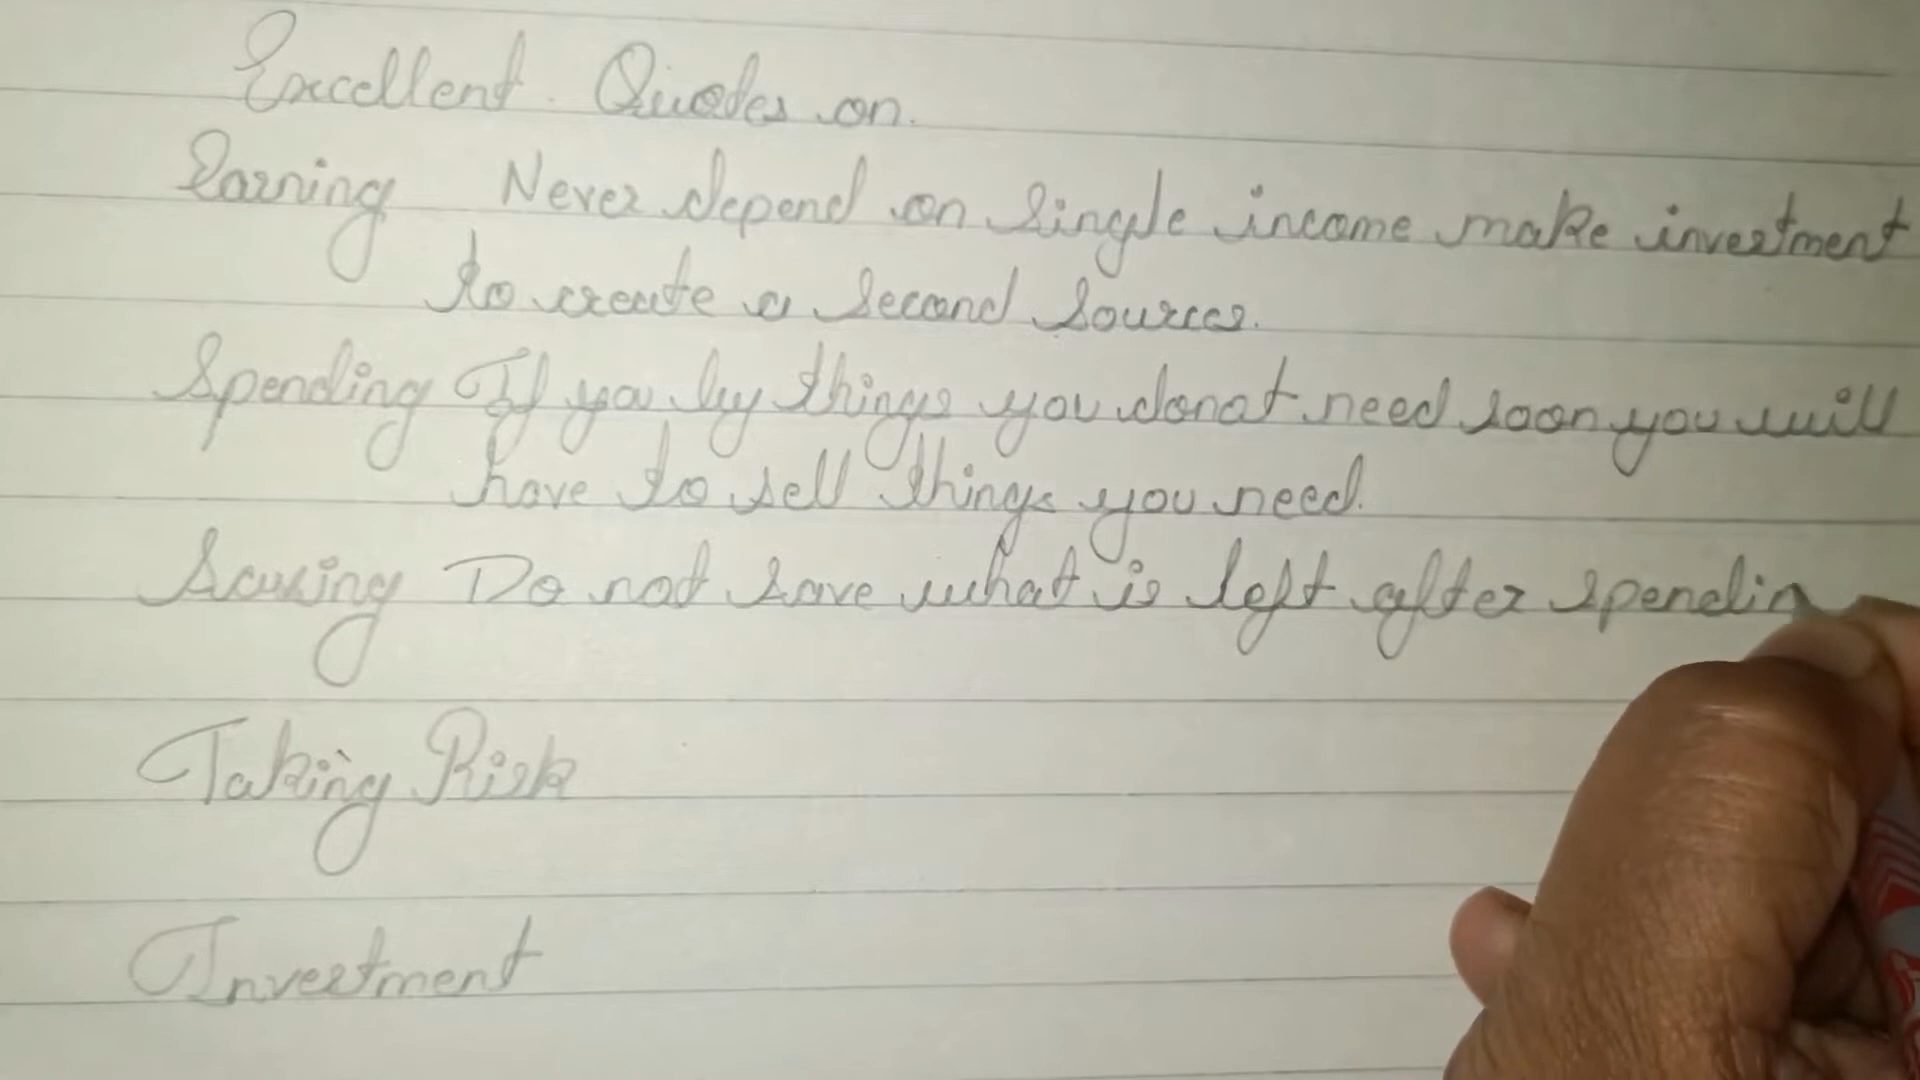 Excellent Quotes on.
Earning Never depend on single income make investment
to create a second sources.
Spending If you by things you donot need soon you will
have to sell things you need.
Saving Do not save what is left after spendin
Taking Risk
Investment